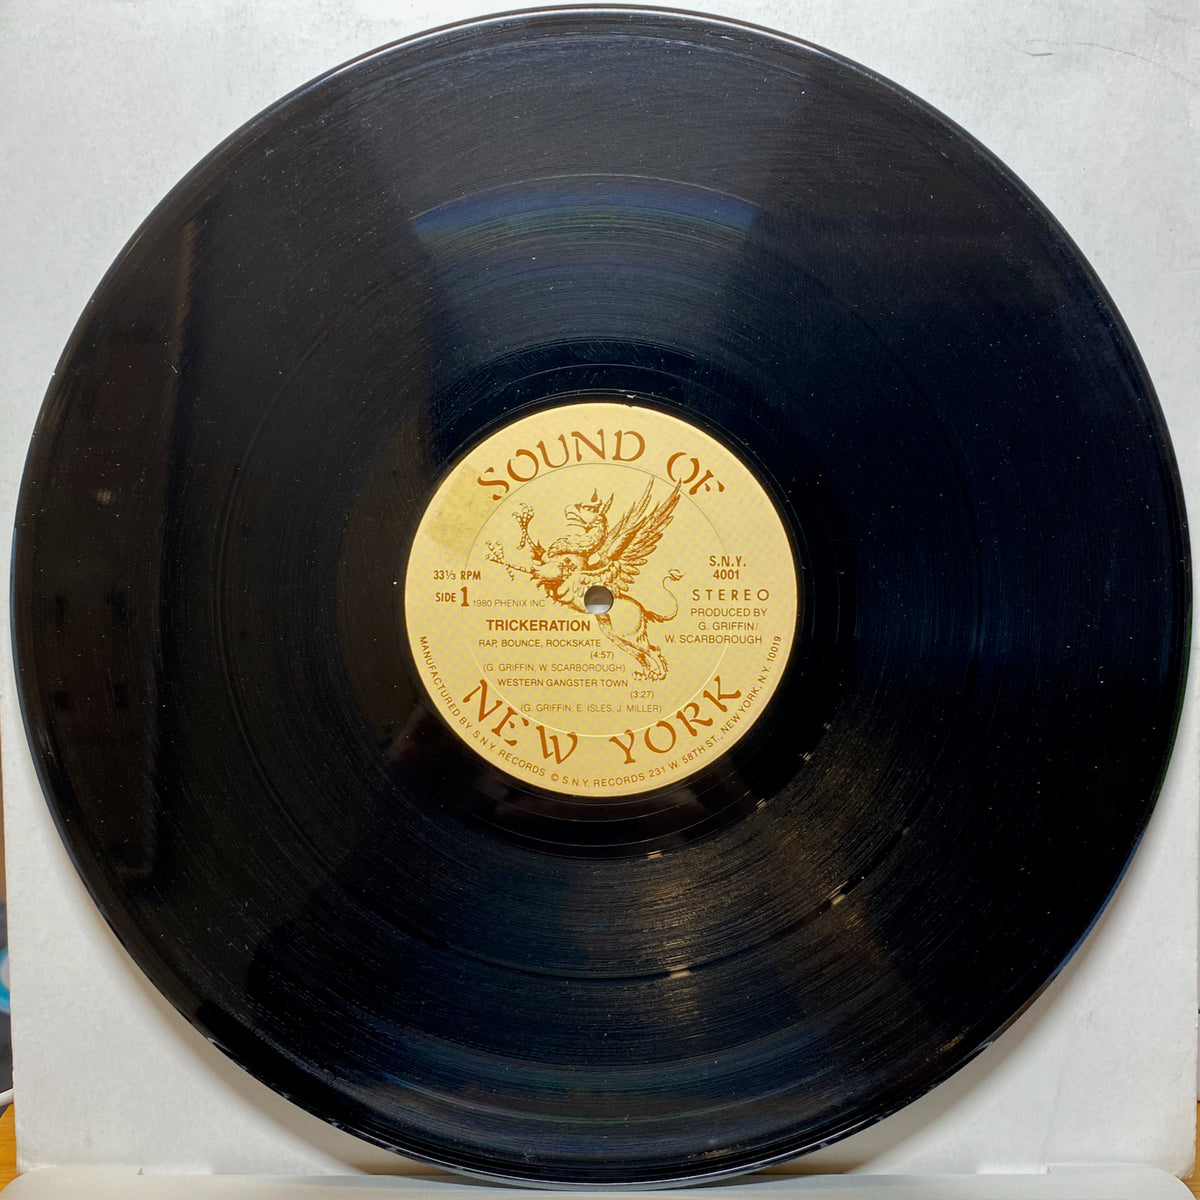 SOUND OF
33⅓ RPM
SIDE 1
1980 PHENIX INC
S.N.Y.
4001
STEREO
PRODUCED BY
G. GRIFFIN/
W. SCARBOROUGH
TRICKERATION
RAP, BOUNCE, ROCKSKATE
(4:57)
(G. GRIFFIN, W. SCARBOROUGH)
WESTERN GANGSTER TOWN
(3:27)
(G. GRIFFIN, E. ISLES, J. MILLER)
NEW YORK
MANUFACTURED BY S.N.Y. RECORDS © S.N.Y. RECORDS 231 W. 58TH ST., NEW YORK, N.Y. 10019